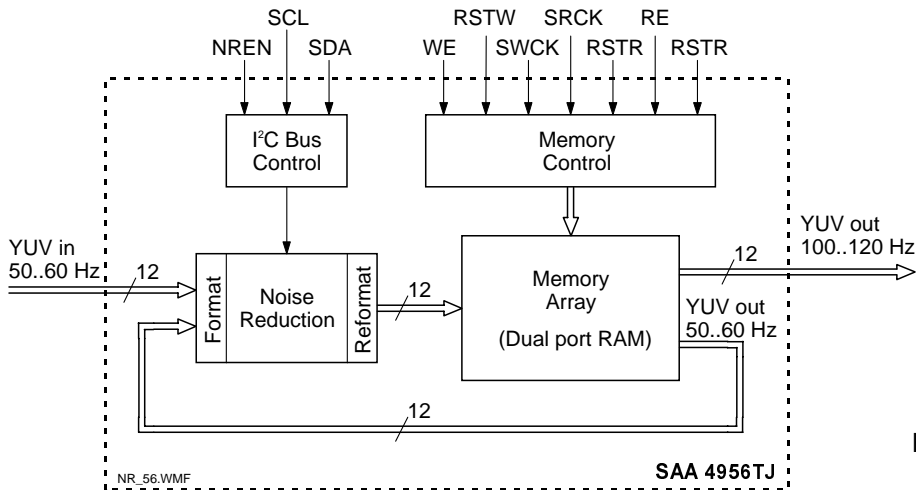 SCL
RSTW
SRCK
RE
NREN
SDA
WE
SWCK
RSTR
RSTR
I²C Bus
Control
Memory
Control
YUV in
50..60 Hz
12
Format
Noise
Reduction
Reformat
12
Memory
Array
(Dual port RAM)
12
YUV out
100..120 Hz
YUV out
50..60 Hz
12
NR_56.WMF
SAA 4956TJ